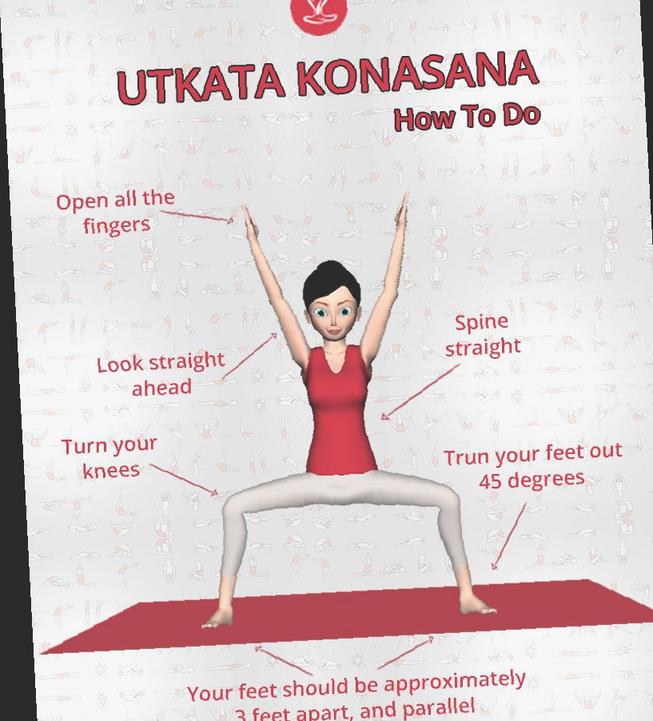 UTKATA KONASANA
How To Do
Open all the
fingers
Spine
straight
Look straight
ahead
Turn your
knees
Trun your feet out
45 degrees
Your feet should be approximately
3 feet apart, and parallel